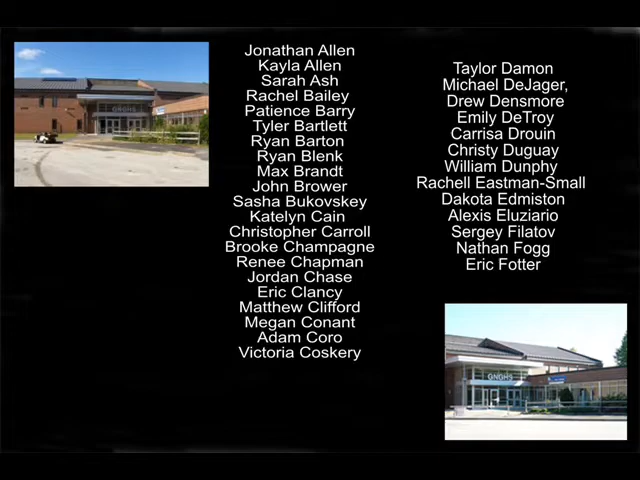 GNGHS
Jonathan Allen
Kayla Allen
Sarah Ash
Rachel Bailey
Patience Barry
Tyler Bartlett
Ryan Barton
Ryan Blenk
Max Brandt
John Brower
Sasha Bukovskey
Katelyn Cain
Christopher Carroll
Brooke Champagne
Renee Chapman
Jordan Chase
Eric Clancy
Matthew Clifford
Megan Conant
Adam Coro
Victoria Coskery
Taylor Damon
Michael DeJager,
Drew Densmore
Emily DeTroy
Carrisa Drouin
Christy Duguay
William Dunphy
Rachell Eastman-Small
Dakota Edmiston
Alexis Eluziario
Sergey Filatov
Nathan Fogg
Eric Fotter
GNGHS